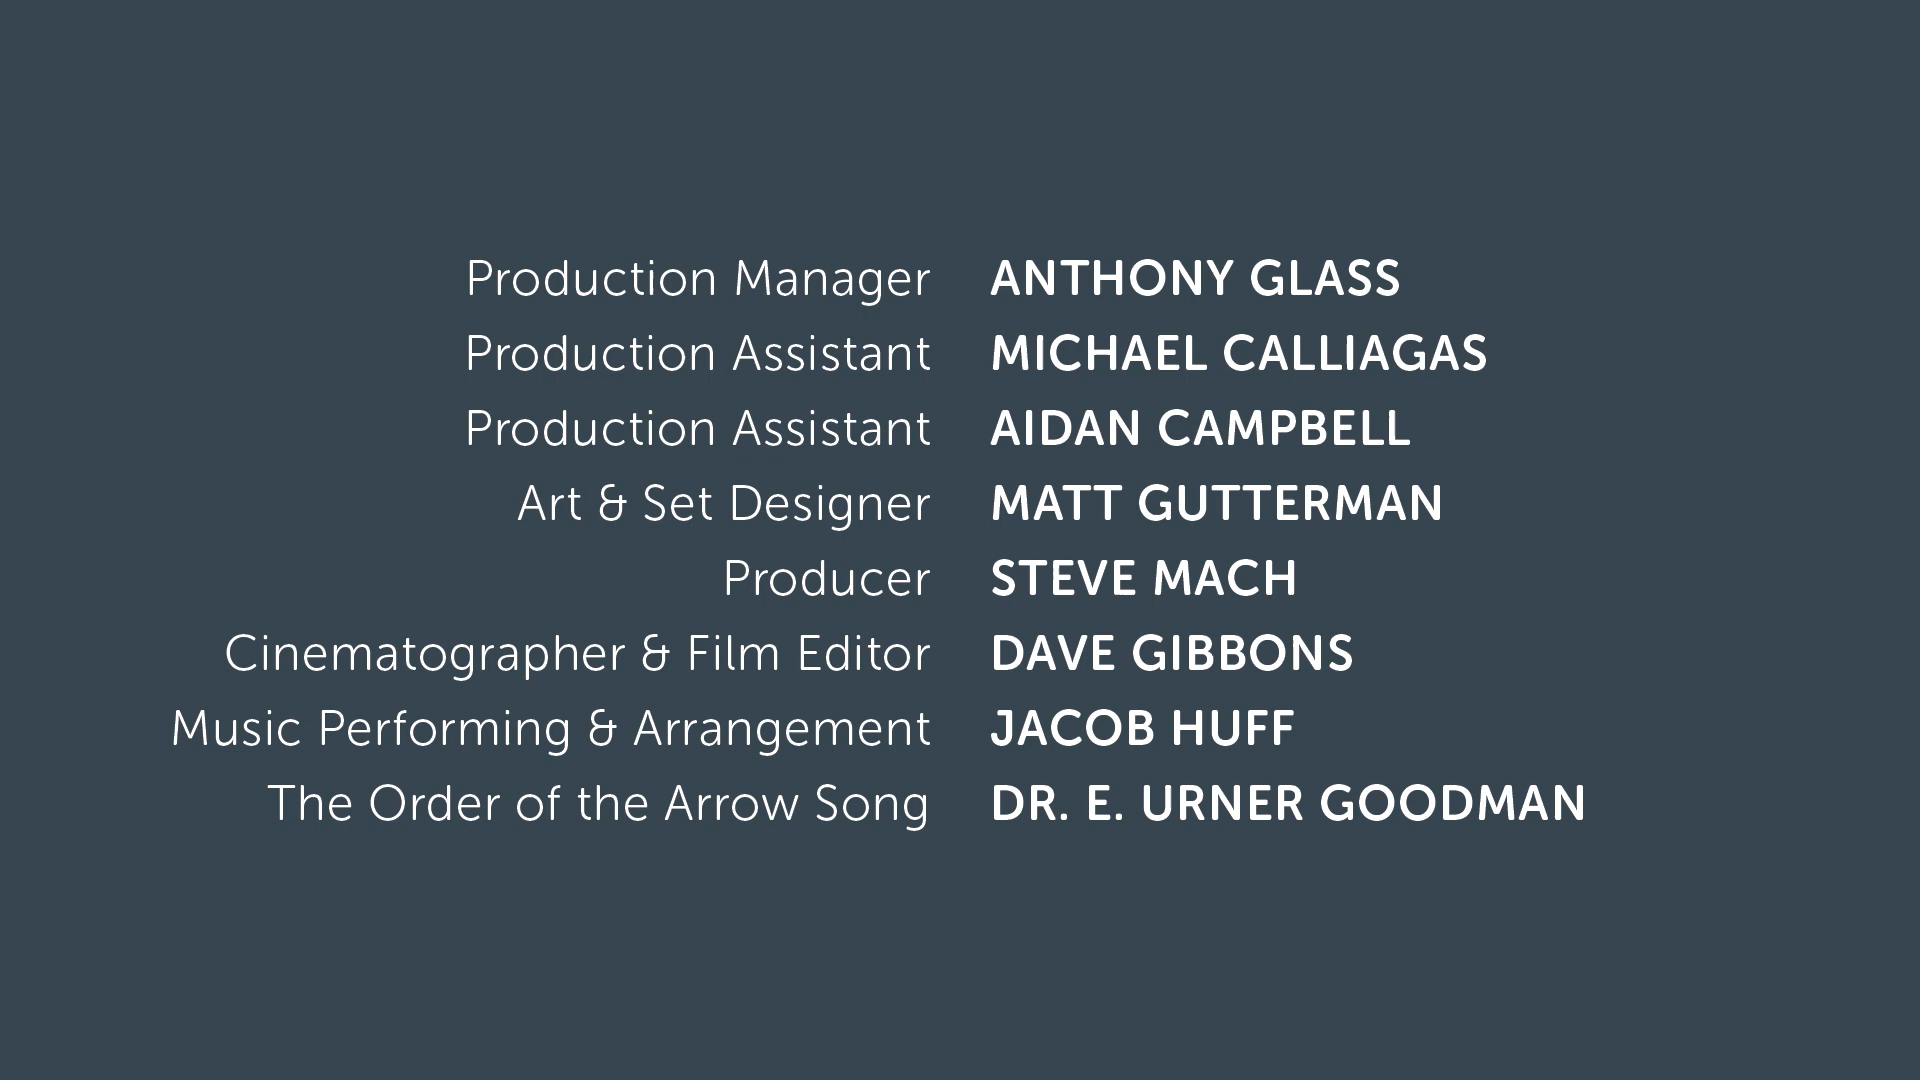 Production Manager ANTHONY GLASS
Production Assistant MICHAEL CALLIAGAS
Production Assistant AIDAN CAMPBELL
Art & Set Designer MATT GUTTERMAN
Producer STEVE MACH
Cinematographer & Film Editor DAVE GIBBONS
Music Performing & Arrangement JACOB HUFF
The Order of the Arrow Song DR. E. URNER GOODMAN